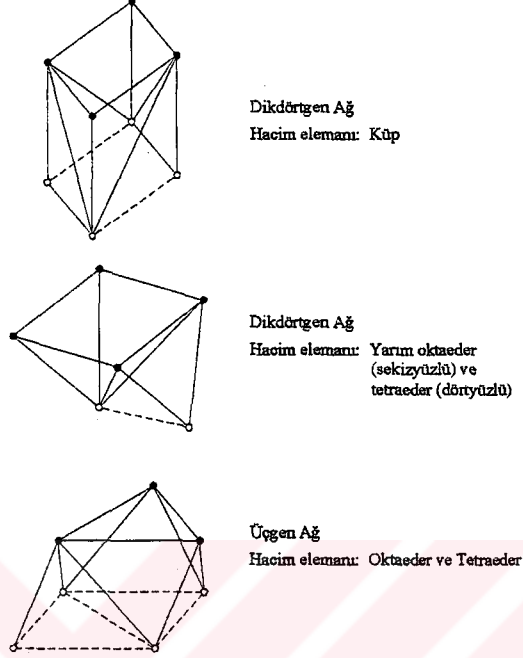 Dikdörtgen Ağ
Hacim elemanı: Küp
Dikdörtgen Ağ
Hacim elemanı: Yarım oktaeder
(sekizyüzlü) ve
tetraeder (dörtyüzlü)
Üçgen Ağ
Hacim elemanı: Oktaeder ve Tetraeder